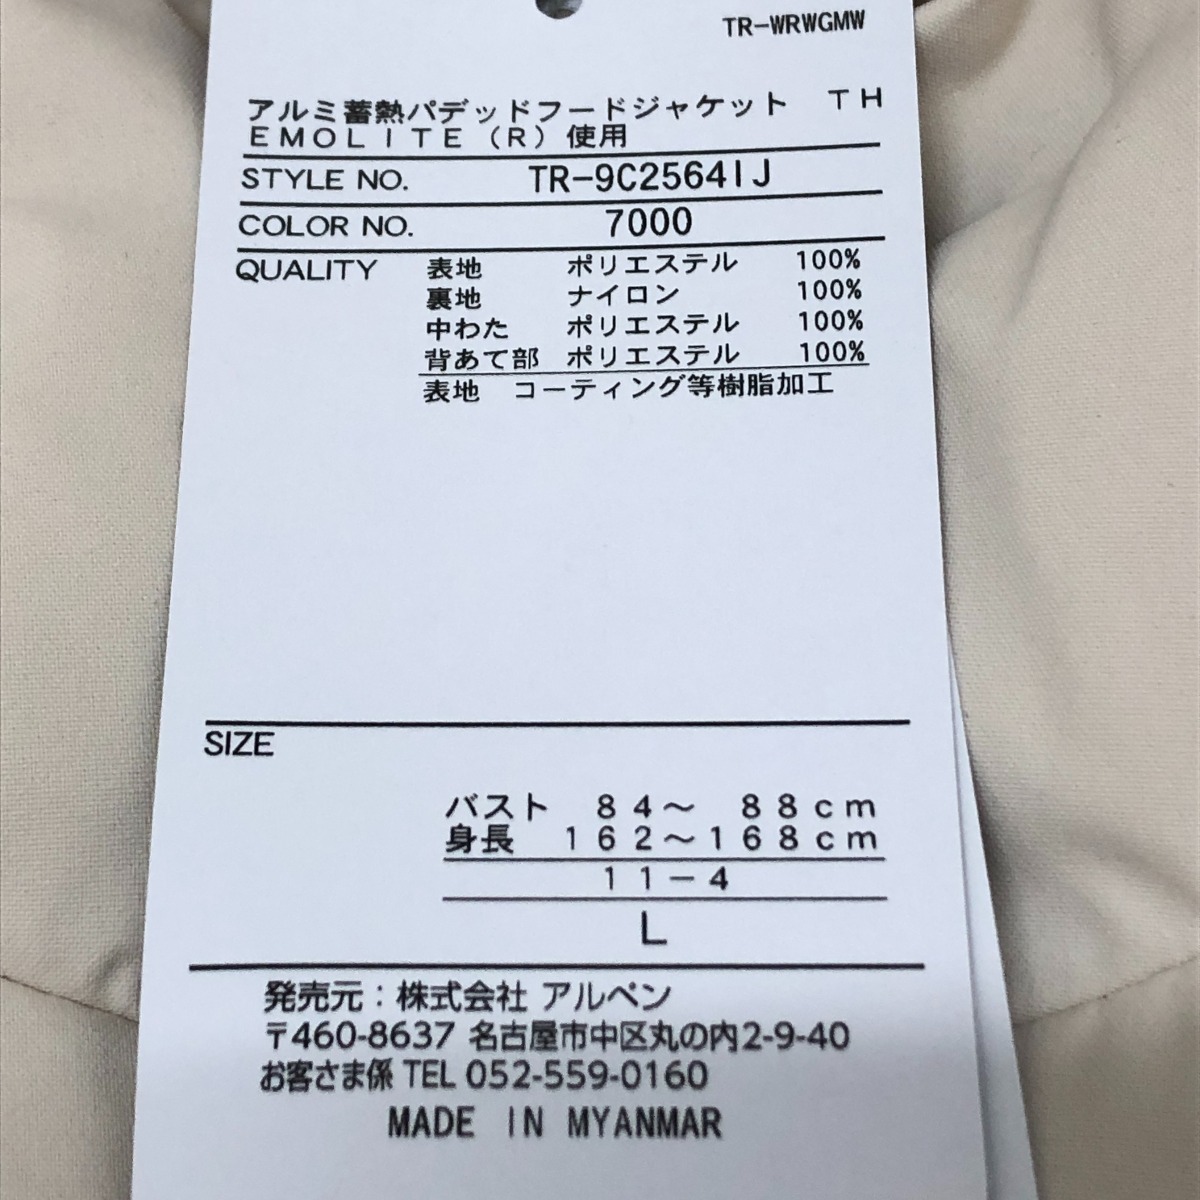 TR-WRWGMW
アルミ蓄熱パデッドフードジャケット　ＴＨ
ＥＭＯＬＩＴＥ（Ｒ）使用
STYLE NO. TR-9C2564IJ
COLOR NO. 7000
QUALITY 表地 ポリエステル 100%
裏地 ナイロン 100%
中わた ポリエステル 100%
背あて部 ポリエステル 100%
表地 コーティング等樹脂加工
SIZE
バスト ８４～ ８８ｃｍ
身長 １６２～１６８ｃｍ
１１－４
L
発売元：株式会社 アルペン
〒460-8637 名古屋市中区丸の内2-9-40
お客さま係 TEL 052-559-0160
MADE IN MYANMAR